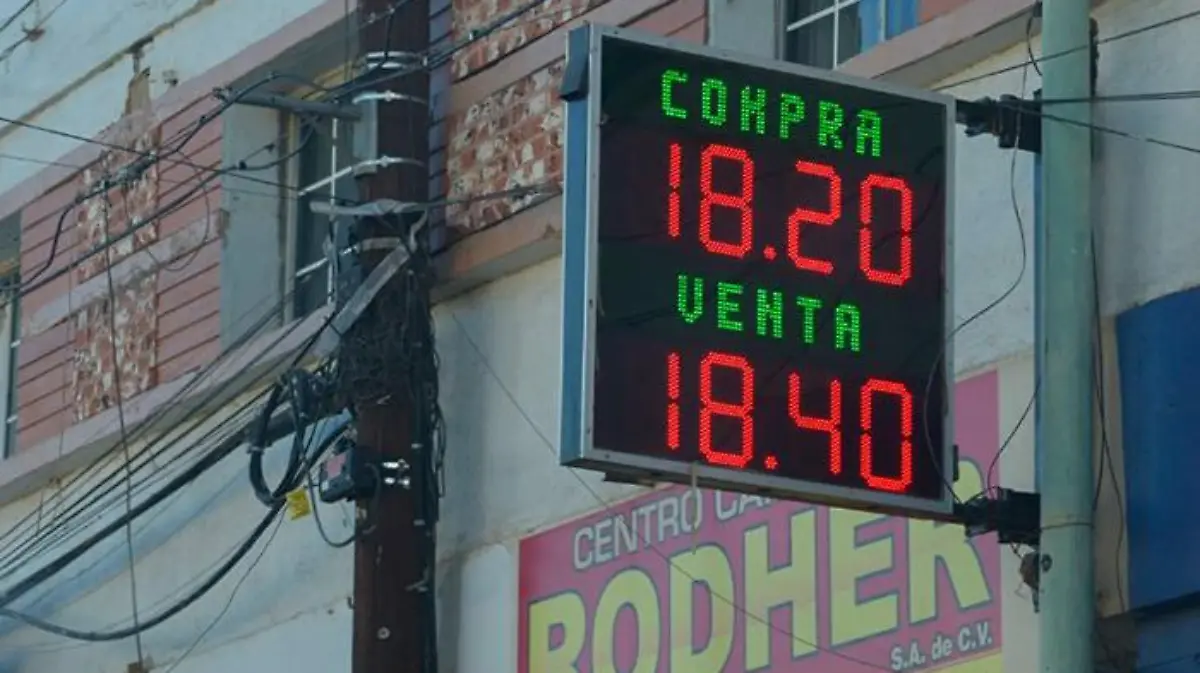 COMPRA
18.20
VENTA
18.40
CENTRO
RODHER
S.A. de C.V.